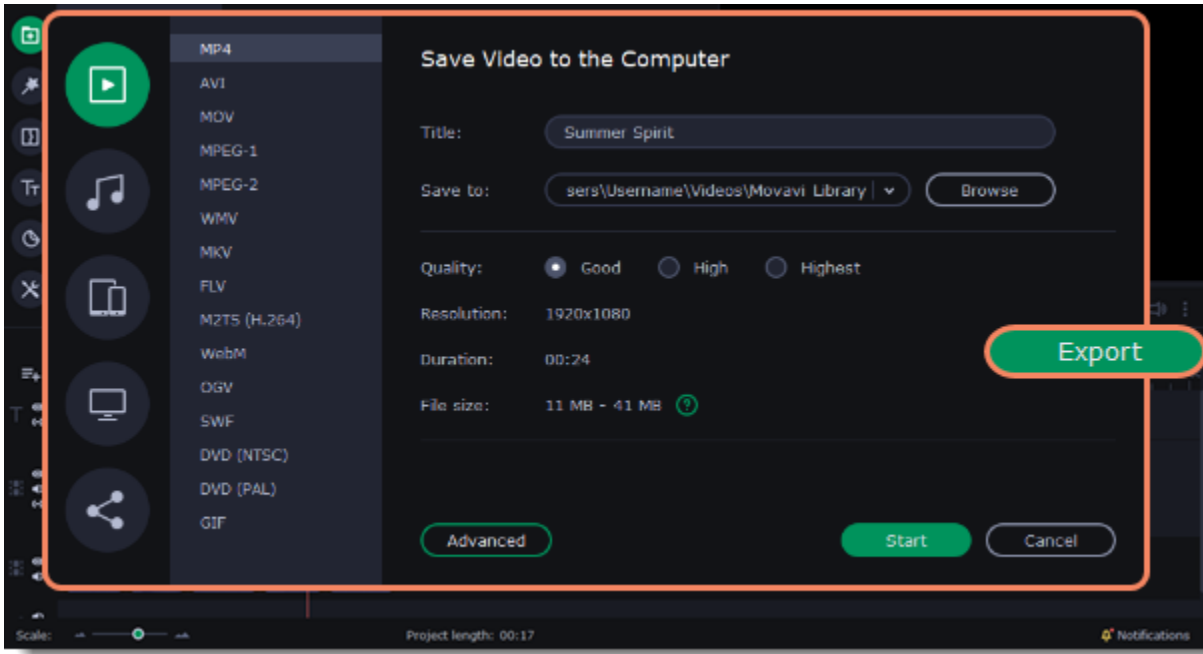 MP4
AVI
MOV
MPEG-1
MPEG-2
WMV
MKV
FLV
M2TS (H.264)
WebM
OGV
SWF
DVD (NTSC)
DVD (PAL)
GIF
Save Video to the Computer
Title: Summer Spirit
Save to: sers\Username\Videos\Movavi Library Browse
Quality: Good High Highest
Resolution: 1920x1080
Duration: 00:24
File size: 11 MB - 41 MB ?
Advanced Start Cancel
Export
Tт
T
Scale: Project length: 00:17 Notifications